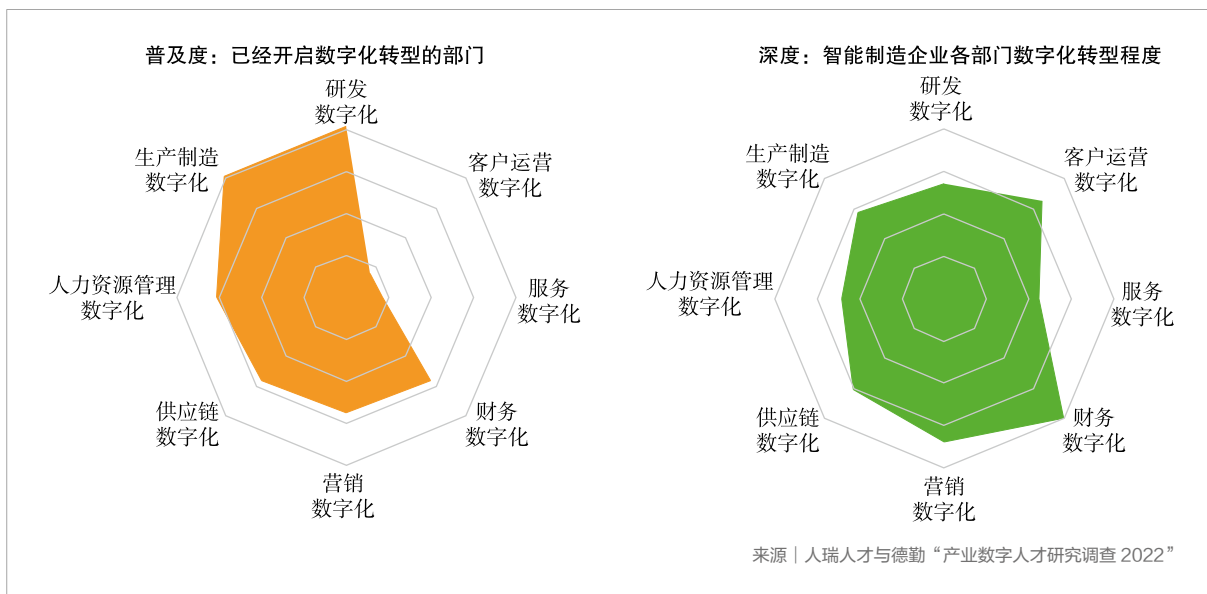 普及度：已经开启数字化转型的部门
研发
数字化
客户运营
数字化
服务
数字化
财务
数字化
营销
数字化
供应链
数字化
人力资源管理
数字化
生产制造
数字化
深度：智能制造企业各部门数字化转型程度
研发
数字化
客户运营
数字化
服务
数字化
财务
数字化
营销
数字化
供应链
数字化
人力资源管理
数字化
生产制造
数字化
来源｜人瑞人才与德勤“产业数字人才研究调查2022”